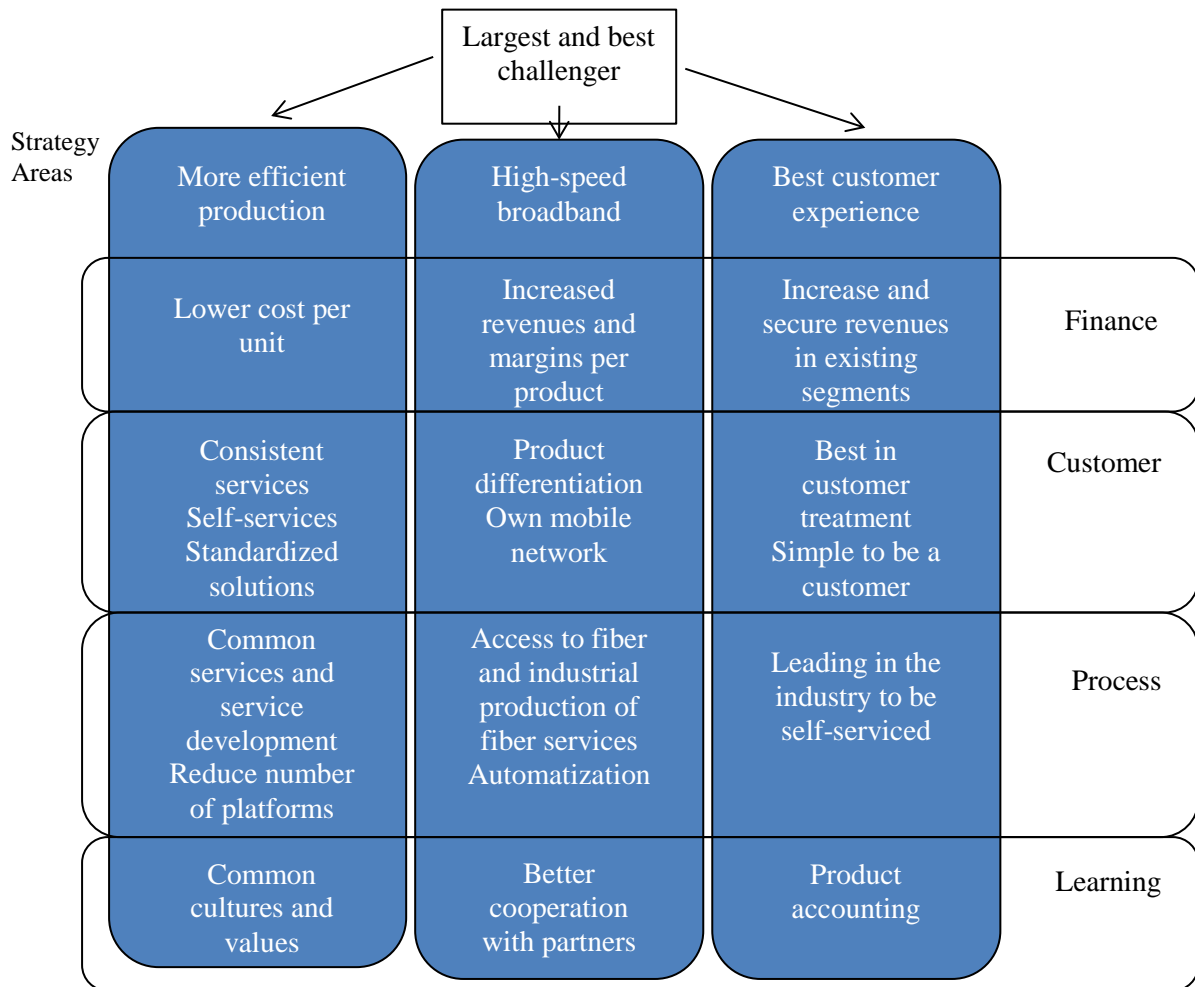 Largest and best
challenger
Strategy
Areas
More efficient
production
High-speed
broadband
Best customer
experience
Lower cost per
unit
Increased
revenues and
margins per
product
Increase and
secure revenues
in existing
segments
Finance
Consistent
services
Self-services
Standardized
solutions
Product
differentiation
Own mobile
network
Best in
customer
treatment
Simple to be a
customer
Customer
Common
services and
service
development
Reduce number
of platforms
Access to fiber
and industrial
production of
fiber services
Automatization
Leading in the
industry to be
self-serviced
Process
Common
cultures and
values
Better
cooperation
with partners
Product
accounting
Learning